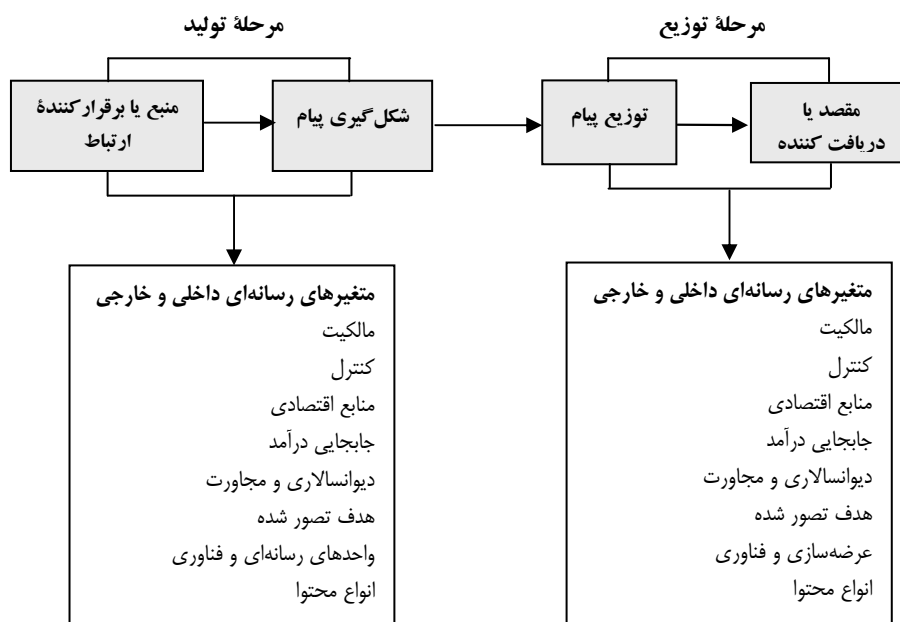 مرحلهٔ تولید
مرحلهٔ توزیع
منبع یا برقرارکنندهٔ
ارتباط
شکل‌گیری پیام
توزیع پیام
مقصد یا
دریافت کننده
متغیرهای رسانه‌ای داخلی و خارجی
مالکیت
کنترل
منابع اقتصادی
جابجایی درآمد
دیوانسالاری و مجاورت
هدف تصور شده
واحدهای رسانه‌ای و فناوری
انواع محتوا
متغیرهای رسانه‌ای داخلی و خارجی
مالکیت
کنترل
منابع اقتصادی
جابجایی درآمد
دیوانسالاری و مجاورت
هدف تصور شده
عرضه‌سازی و فناوری
انواع محتوا